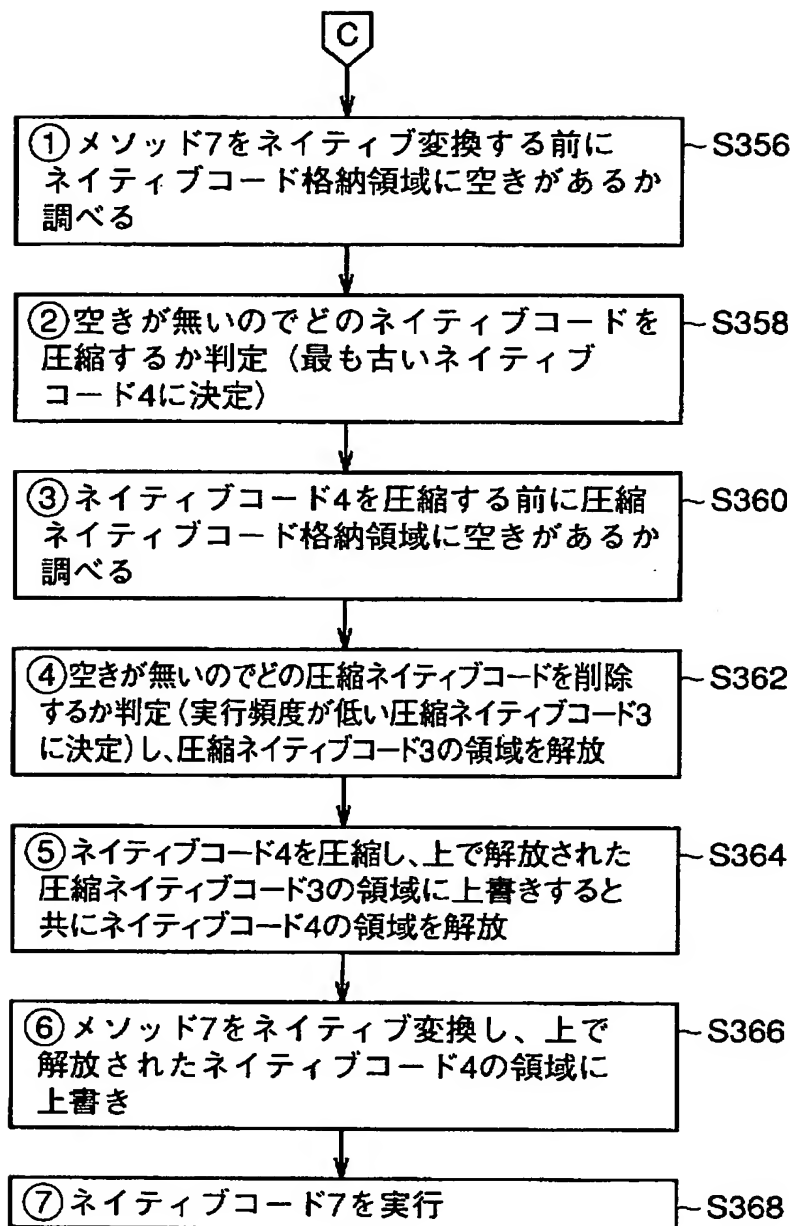 C
①メソッド7をネイティブ変換する前に
ネイティブコード格納領域に空きがあるか
調べる
~S356
②空きが無いのでどのネイティブコードを
圧縮するか判定（最も古いネイティブ
コード4に決定）
~S358
③ネイティブコード4を圧縮する前に圧縮
ネイティブコード格納領域に空きがあるか
調べる
~S360
④空きが無いのでどの圧縮ネイティブコードを削除
するか判定（実行頻度が低い圧縮ネイティブコード3
に決定）し、圧縮ネイティブコード3の領域を解放
~S362
⑤ネイティブコード4を圧縮し、上で解放された
圧縮ネイティブコード3の領域に上書きすると
共にネイティブコード4の領域を解放
~S364
⑥メソッド7をネイティブ変換し、上で
解放されたネイティブコード4の領域に
上書き
~S366
⑦ネイティブコード7を実行
~S368